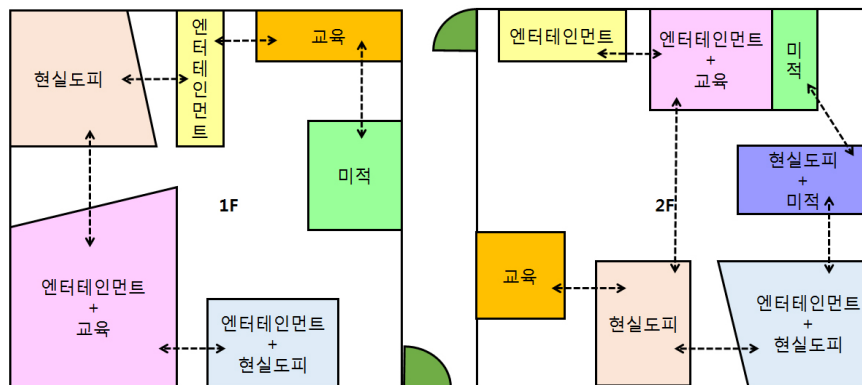 엔터테인먼트
교육
현실도피
미적
1F
엔터테인먼트
+
교육
엔터테인먼트
+
현실도피
엔터테인먼트
엔터테인먼트
+
교육
미적
현실도피
+
미적
2F
교육
현실도피
엔터테인먼트
+
현실도피